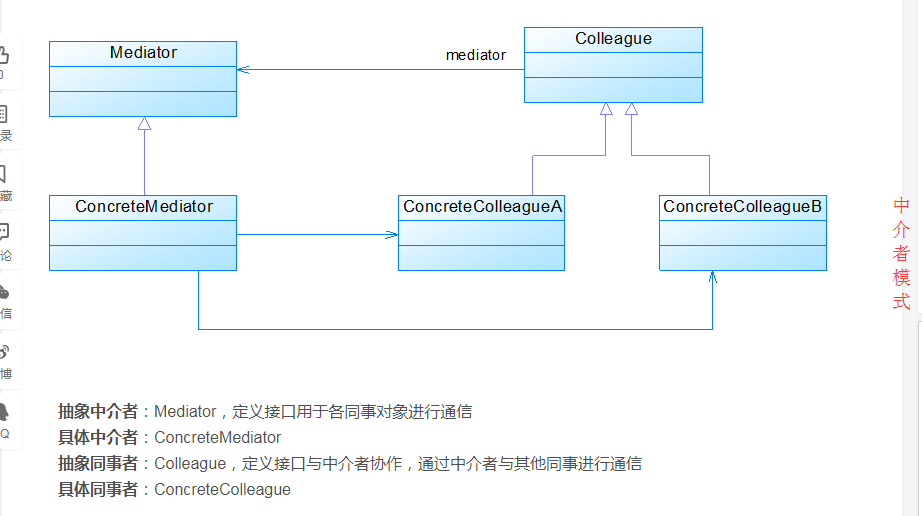 Mediator
mediator
Colleague
ConcreteMediator
ConcreteColleagueA
ConcreteColleagueB
中介者模式
0
录
藏
论
信
博
Q
抽象中介者：Mediator，定义接口用于各同事对象进行通信
具体中介者：ConcreteMediator
抽象同事者：Colleague，定义接口与中介者协作，通过中介者与其他同事进行通信
具体同事者：ConcreteColleague